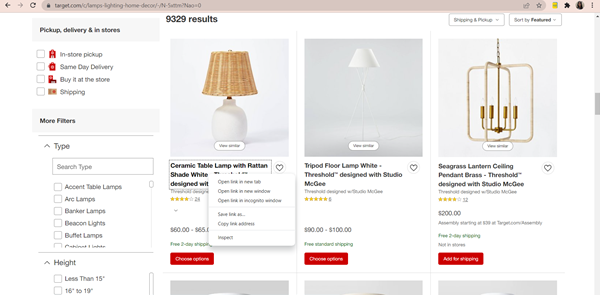 target.com/c/lamps-lighting-home-decor/-/N-5xtm?Nao=0
9329 results
Shipping & Pickup
Sort by Featured
Pickup, delivery & in stores
In-store pickup
Same Day Delivery
Buy it at the store
Shipping
More Filters
Type
Search Type
Accent Table Lamps
Arc Lamps
Banker Lamps
Beacon Lights
Buffet Lamps
Cabinet Lights
Height
Less Than 15"
16" to 19"
View similar
Ceramic Table Lamp with Rattan
Shade White
designed wit
Threshold designed
24
$60.00 - $65.
Free 2-day shipp
Choose options
Open link in new tab
Open link in new window
Open link in incognito window
Save link as...
Copy link address
Inspect
View similar
Tripod Floor Lamp White -
Threshold™ designed with Studio
McGee
Threshold designed w/Studio McGee
6
$90.00 - $100.00
Free standard shipping
Choose options
View similar
Seagrass Lantern Ceiling
Pendant Brass - Threshold™
designed with Studio McGee
Threshold designed w/Studio McGee
12
$200.00
Assembly starting at $39 at Target.com/Assembly
Free 2-day shipping
Not in stores
Add for shipping